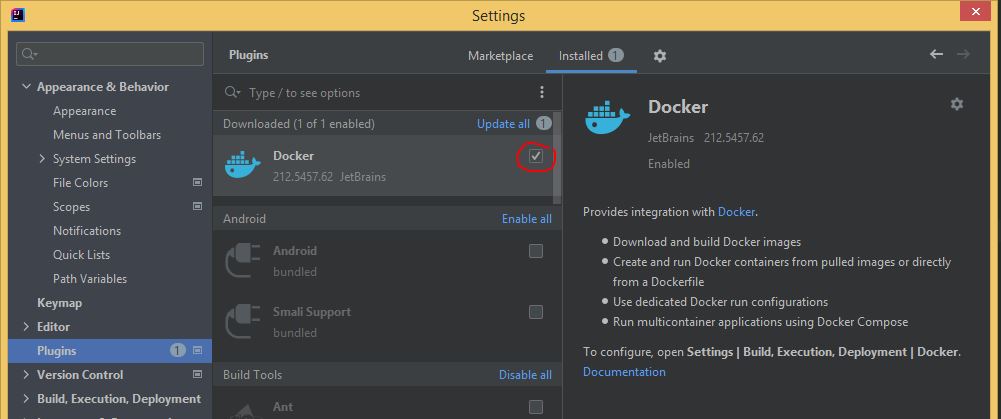 Settings
Plugins
Marketplace
Installed 1
Appearance & Behavior
Appearance
Menus and Toolbars
System Settings
File Colors
Scopes
Notifications
Quick Lists
Path Variables
Keymap
Editor
Plugins 1
Version Control
Build, Execution, Deployment
Type / to see options
Downloaded (1 of 1 enabled) Update all 1
Docker
212.5457.62 JetBrains
Android Enable all
Android
bundled
Smali Support
bundled
Build Tools Disable all
Ant
Docker
JetBrains 212.5457.62
Enabled
Provides integration with Docker.
Download and build Docker images
Create and run Docker containers from pulled images or directly
from a Dockerfile
Use dedicated Docker run configurations
Run multicontainer applications using Docker Compose
To configure, open Settings | Build, Execution, Deployment | Docker.
Documentation